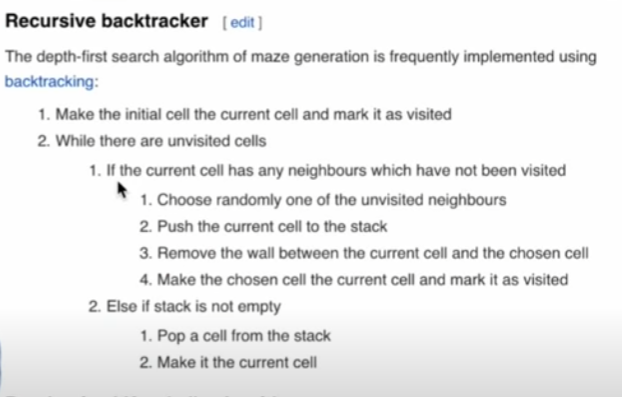 Recursive backtracker [edit]
The depth-first search algorithm of maze generation is frequently implemented using
backtracking:
1. Make the initial cell the current cell and mark it as visited
2. While there are unvisited cells
1. If the current cell has any neighbours which have not been visited
1. Choose randomly one of the unvisited neighbours
2. Push the current cell to the stack
3. Remove the wall between the current cell and the chosen cell
4. Make the chosen cell the current cell and mark it as visited
2. Else if stack is not empty
1. Pop a cell from the stack
2. Make it the current cell